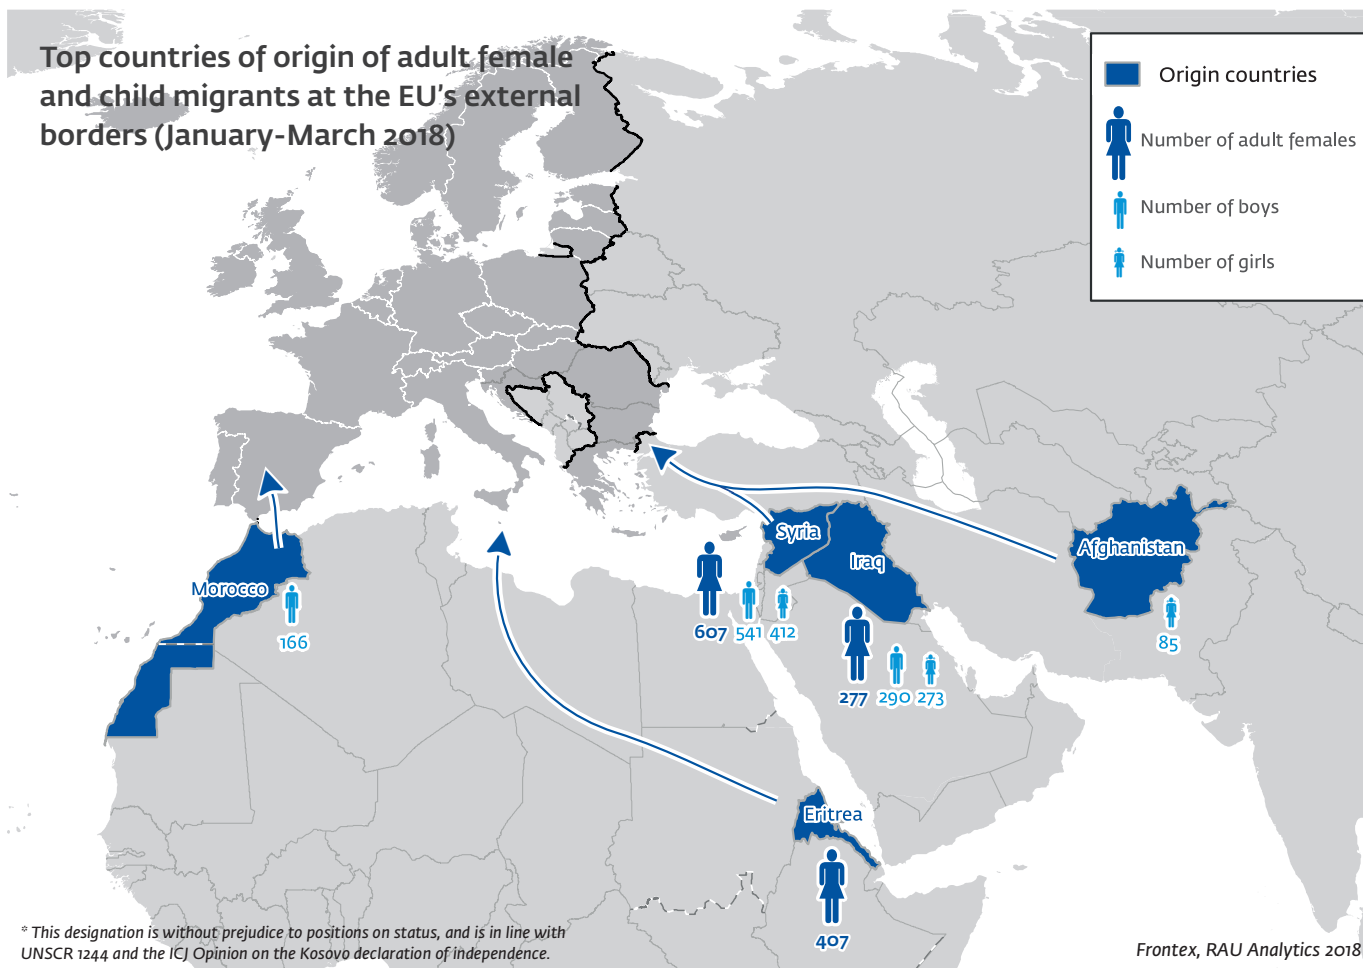 Top countries of origin of adult female
and child migrants at the EU's external
borders (January-March 2018)
Origin countries
Number of adult females
Number of boys
Number of girls
Syria
Afghanistan
Iraq
Morocco
166
607
541
412
85
277
290
273
Eritrea
407
* This designation is without prejudice to positions on status, and is in line with
UNSCR 1244 and the ICJ Opinion on the Kosovo declaration of independence.
Frontex, RAU Analytics 2018